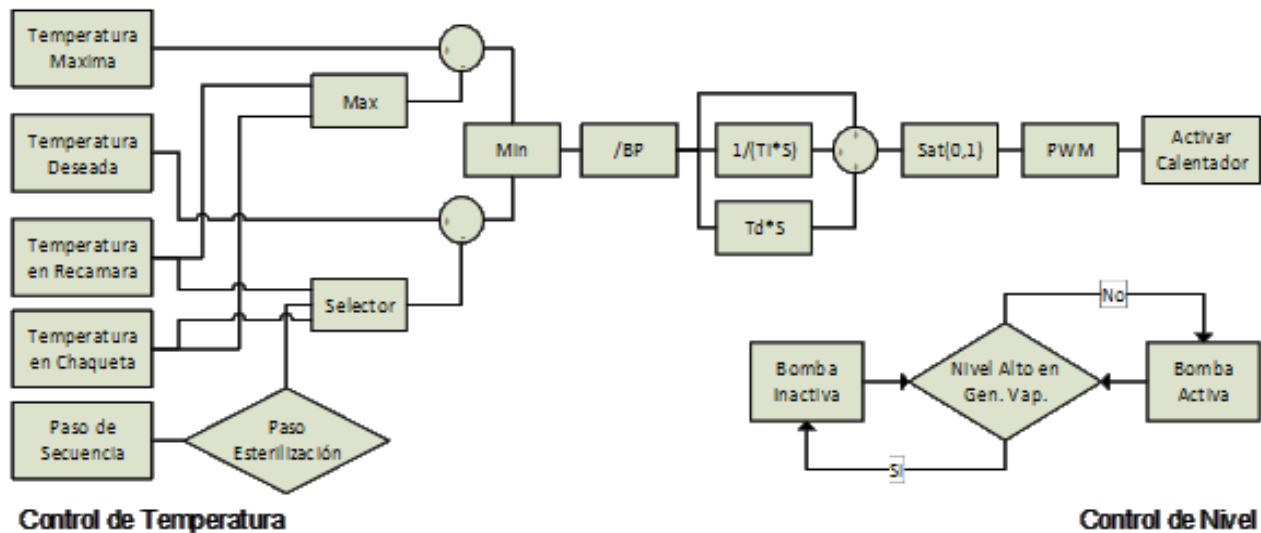 Temperatura
Maxima
Temperatura
Deseada
Temperatura
en Recamara
Temperatura
en Chaqueta
Paso de
Secuencia
Paso
Esterilización
Max
Selector
Min
/BP
1/(TI*S)
Td*S
Sat(0,1)
PWM
Activar
Calentador
Bomba
Inactiva
Nivel Alto en
Gen. Vap.
Bomba
Activa
No
Si
Control de Temperatura
Control de Nivel